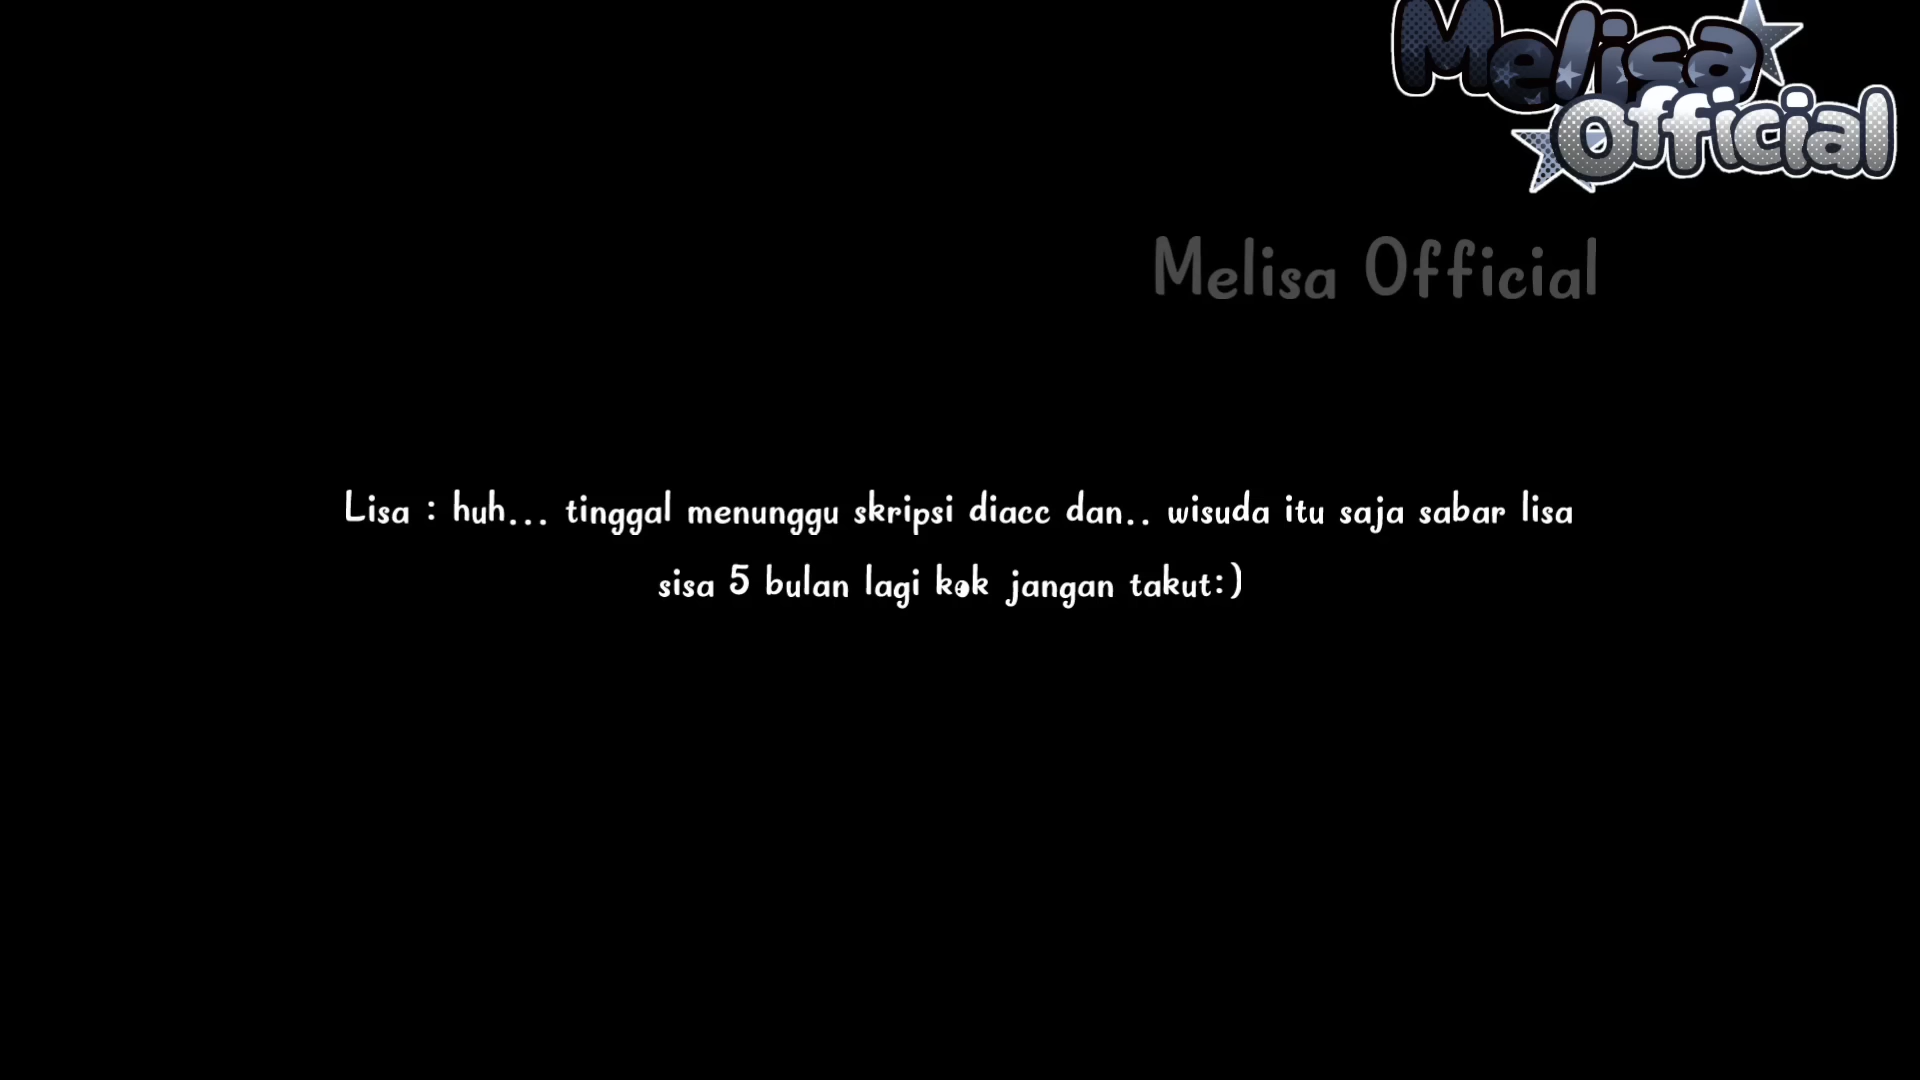 Melisa
Official
Melisa Official
Lisa : huh... tinggal menunggu skripsi diacc dan.. wisuda itu saja sabar lisa
sisa 5 bulan lagi kok jangan takut:)